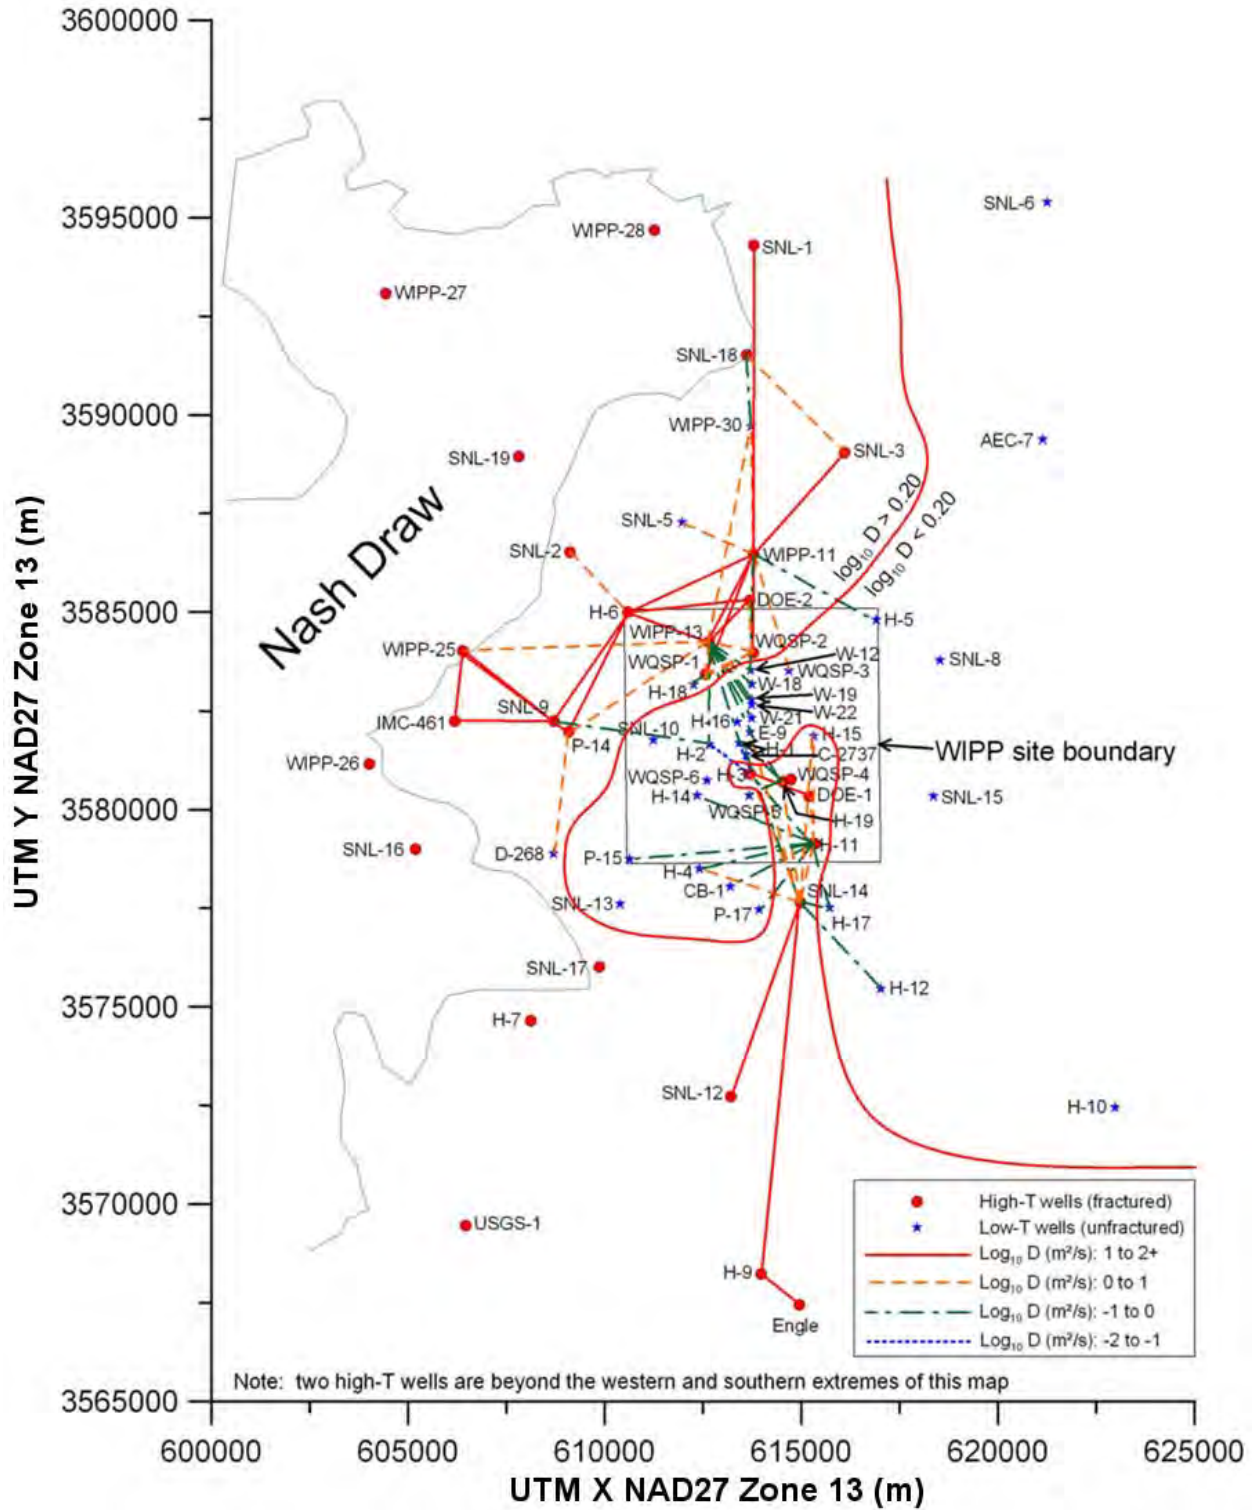 3600000
SNL-6
WIPP-28
3595000
SNL-1
WIPP-27
SNL-18
3590000
WIPP-30
AEC-7
SNL-3
SNL-19
log₁₀ D > 0.20
log₁₀ D < 0.20
SNL-5
Nash Draw
SNL-2
WIPP-11
3585000
H-6
DOE-2
H-5
WIPP-13
WQSP-2
W-12
WIPP-25
WQSP-1
WQSP-3
SNL-8
H-18
W-18
W-19
SNL-9
W-22
IMC-461
H-16
W-21
SNL-10
E-9
H-15
P-14
H-2
H-1
C-2737
WIPP site boundary
WIPP-26
H-3
WQSP-4
WQSP-6
H-14
DOE-1
SNL-15
3580000
WQSP-5
H-19
SNL-16
D-268
P-15
H-11
H-4
CB-1
SNL-14
SNL-13
P-17
H-17
SNL-17
H-12
3575000
H-7
SNL-12
H-10
3570000
USGS-1
H-9
Engle
High-T wells (fractured)
Low-T wells (unfractured)
Log₁₀ D (m²/s): 1 to 2+
Log₁₀ D (m²/s): 0 to 1
Log₁₀ D (m²/s): -1 to 0
Log₁₀ D (m²/s): -2 to -1
Note: two high-T wells are beyond the western and southern extremes of this map
3565000
600000 605000 610000 615000 620000 625000
UTM X NAD27 Zone 13 (m)
UTM Y NAD27 Zone 13 (m)